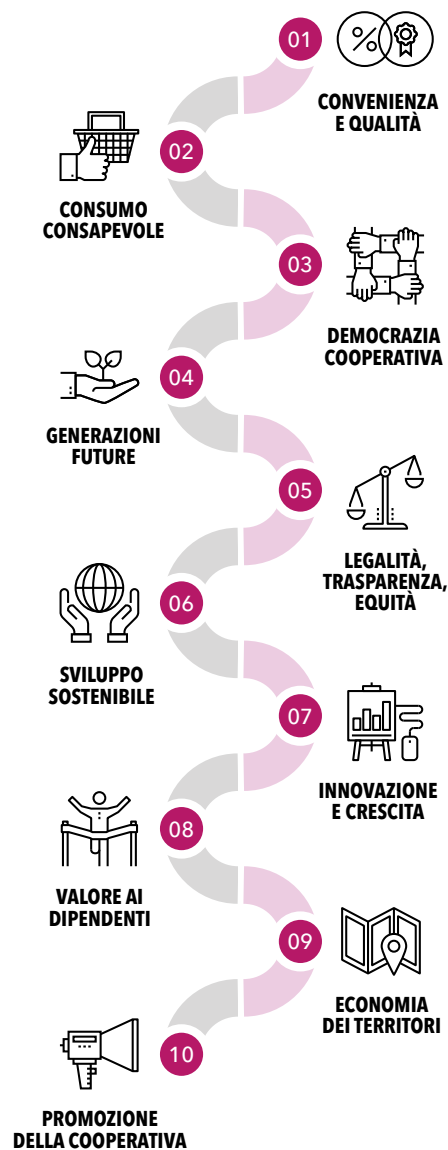 01
%
CONVENIENZA
E QUALITÀ
02
CONSUMO
CONSAPEVOLE
03
DEMOCRAZIA
COOPERATIVA
04
GENERAZIONI
FUTURE
05
LEGALITÀ,
TRASPARENZA,
EQUITÀ
06
SVILUPPO
SOSTENIBILE
07
INNOVAZIONE
E CRESCITA
08
VALORE AI
DIPENDENTI
09
ECONOMIA
DEI TERRITORI
10
PROMOZIONE
DELLA COOPERATIVA